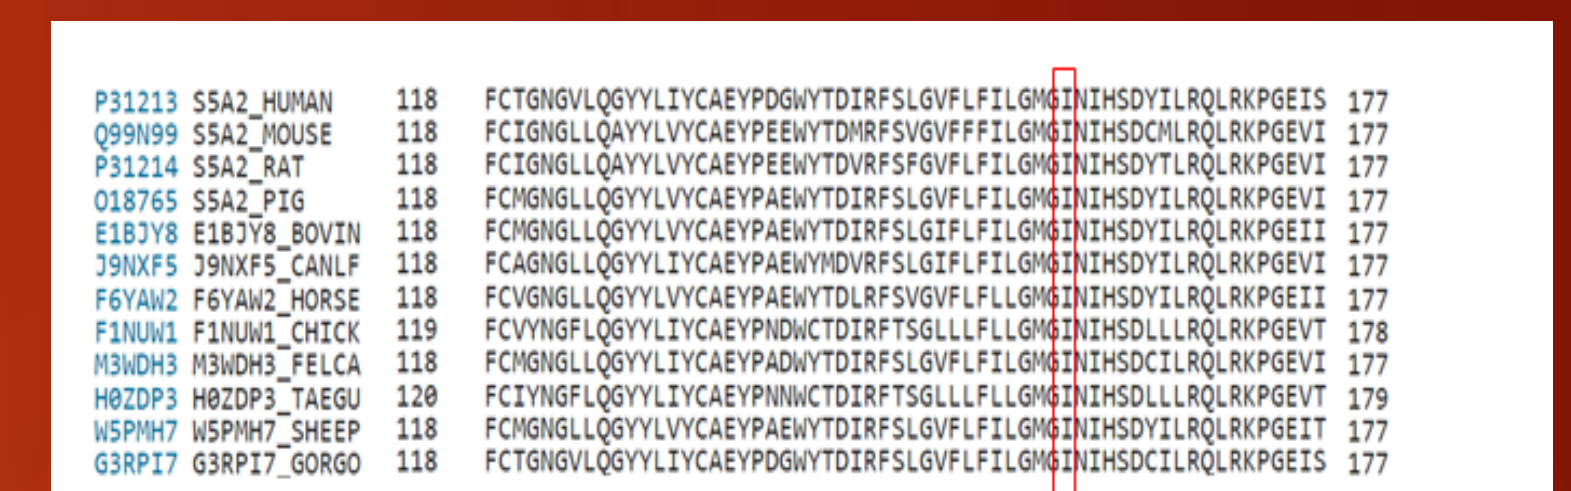 P31213 S5A2_HUMAN 118 FCTGNGVLQGYYLIYCAEYPDGWYTDIRFSLGVFLFILGMGINIHSDYILRQLRKPGEIS 177
Q99N99 S5A2_MOUSE 118 FCIGNGLLQAYYLVYCAEYPEEWYTDMRFSVGVFFFILGMGINIHSDCMLRQLRKPGEVI 177
P31214 S5A2_RAT 118 FCIGNGLLQAYYLVYCAEYPEEWYTDVRFSFGVFLFILGMGINIHSDYTLRQLRKPGEVI 177
O18765 S5A2_PIG 118 FCMGNGLLQGYYLVYCAEYPAEWYTDIRFSLGVFLFILGMGINIHSDYILRQLRKPGEVI 177
E1BJY8 E1BJY8_BOVIN 118 FCMGNGLLQGYYLVYCAEYPAEWYTDIRFSLGIFLFILGMGINIHSDYILRQLRKPGEII 177
J9NXF5 J9NXF5_CANLF 118 FCAGNGLLQGYYLIYCAEYPAEWYMDVRFSLGIFLFILGMGINIHSDYILRQLRKPGEVI 177
F6YAW2 F6YAW2_HORSE 118 FCVGNGLLQGYYLVYCAEYPAEWYTDLRFSVGVFLFLLGMGINIHSDYILRQLRKPGEII 177
F1NUW1 F1NUW1_CHICK 119 FCVYNGFLQGYYLIYCAEYPNDWCTDIRFTSGLLLFLLGMGINIHSDLLLRQLRKPGEVT 178
M3WDH3 M3WDH3_FELCA 118 FCMGNGLLQGYYLIYCAEYPADWYTDIRFSLGVFLFILGMGINIHSDCILRQLRKPGEVI 177
H0ZDP3 H0ZDP3_TAEGU 120 FCIYNGFLQGYYLIYCAEYPNNWCTDIRFTSGLLLFLLGMGINIHSDLLLRQLRKPGEVT 179
W5PMH7 W5PMH7_SHEEP 118 FCMGNGLLQGYYLVYCAEYPAEWYTDIRFSLGVFLFILGMGINIHSDYILRQLRKPGEIT 177
G3RPI7 G3RPI7_GORGO 118 FCTGNGVLQGYYLIYCAEYPDGWYTDIRFSLGVFLFILGMGINIHSDCILRQLRKPGEIS 177